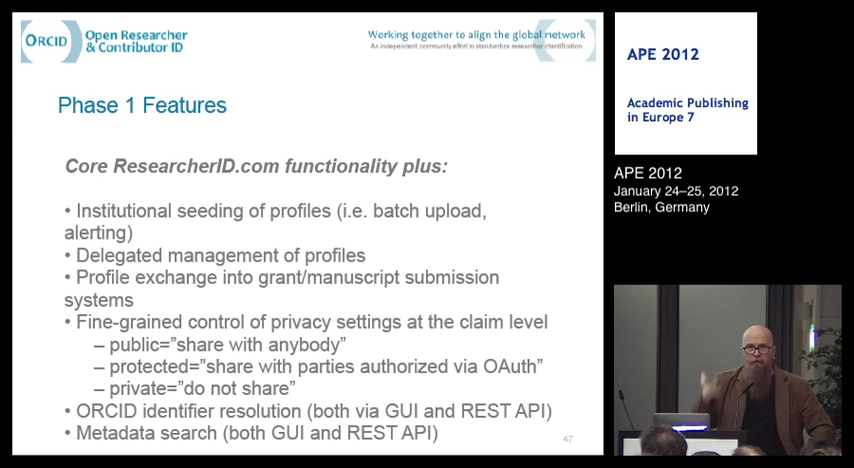 ORCID
Open Researcher
& Contributor ID
Working together to align the global network
An independent community effort to standardize researcher identification
Phase 1 Features
Core ResearcherID.com functionality plus:
• Institutional seeding of profiles (i.e. batch upload,
alerting)
• Delegated management of profiles
• Profile exchange into grant/manuscript submission
systems
• Fine-grained control of privacy settings at the claim level
– public=”share with anybody”
– protected=”share with parties authorized via OAuth”
– private=”do not share”
• ORCID identifier resolution (both via GUI and REST API)
• Metadata search (both GUI and REST API)
47
APE 2012
Academic Publishing
in Europe 7
APE 2012
January 24–25, 2012
Berlin, Germany